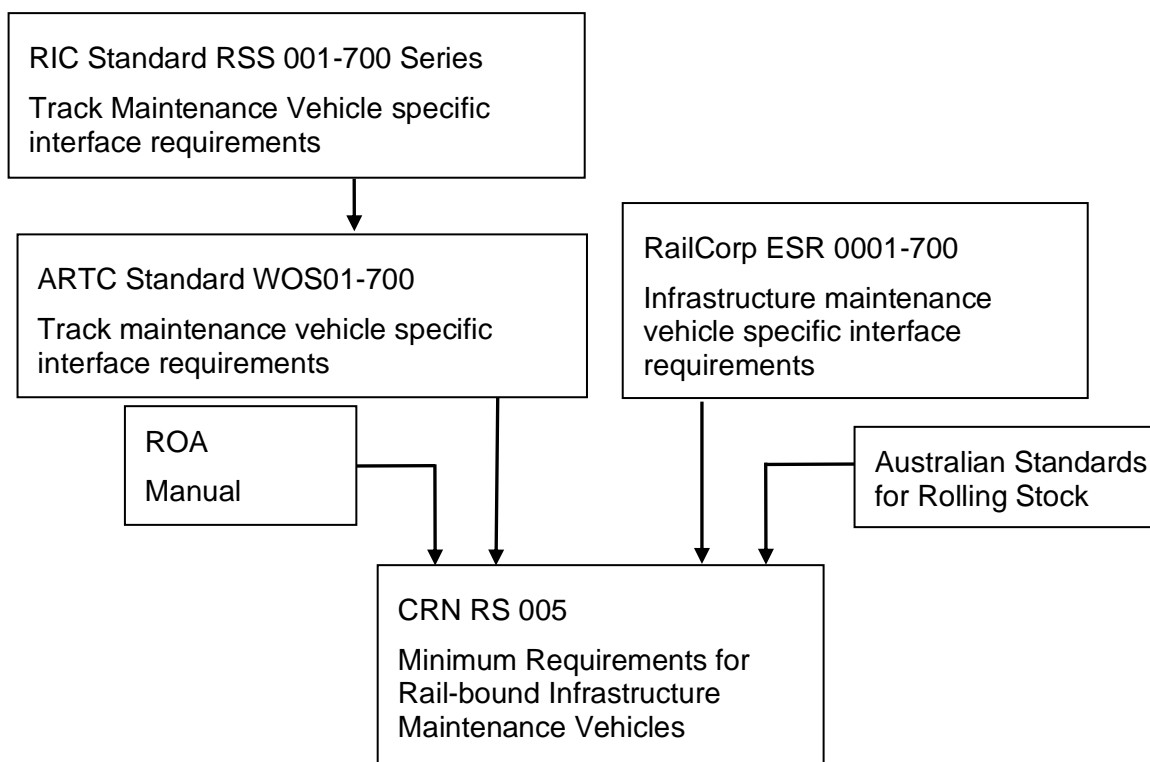 RIC Standard RSS 001-700 Series
Track Maintenance Vehicle specific
interface requirements
ARTC Standard WOS01-700
Track maintenance vehicle specific
interface requirements
RailCorp ESR 0001-700
Infrastructure maintenance
vehicle specific interface
requirements
ROA
Manual
Australian Standards
for Rolling Stock
CRN RS 005
Minimum Requirements for
Rail-bound Infrastructure
Maintenance Vehicles